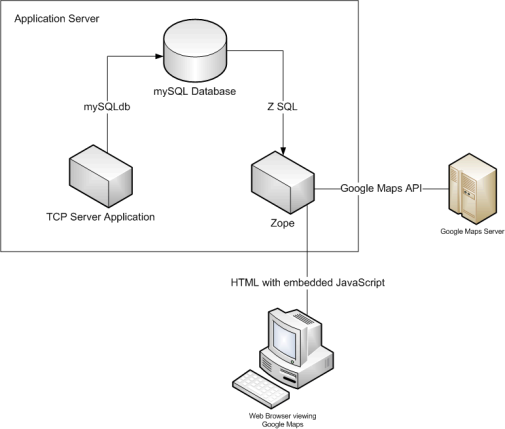 Application Server
mySQL Database
mySQLdb
Z SQL
TCP Server Application
Zope
Google Maps API
Google Maps Server
HTML with embedded JavaScript
Web Browser viewing
Google Maps